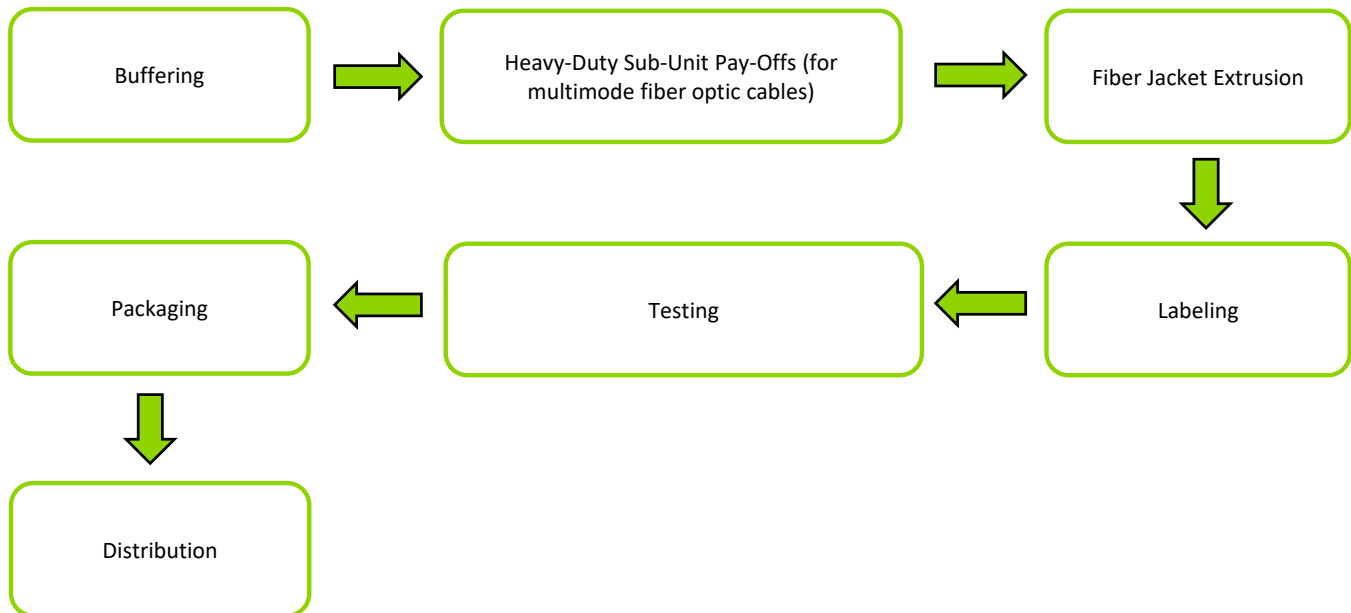 Buffering
Heavy-Duty Sub-Unit Pay-Offs (for
multimode fiber optic cables)
Fiber Jacket Extrusion
Labeling
Testing
Packaging
Distribution